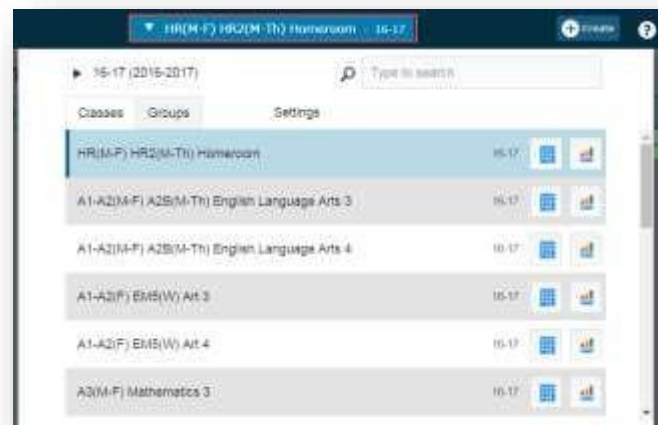 HR(M-F) HR2(M-Th) Homeroom 16-17
Create
?
16-17 (2016-2017)
Type to search
Classes Groups Settings
HR(M-F) HR2(M-Th) Homeroom 16-17
A1-A2(M-F) A2B(M-Th) English Language Arts 3 16-17
A1-A2(M-F) A2B(M-Th) English Language Arts 4 16-17
A1-A2(F) EM5(W) Art 3 16-17
A1-A2(F) EM5(W) Art 4 16-17
A3(M-F) Mathematics 3 16-17